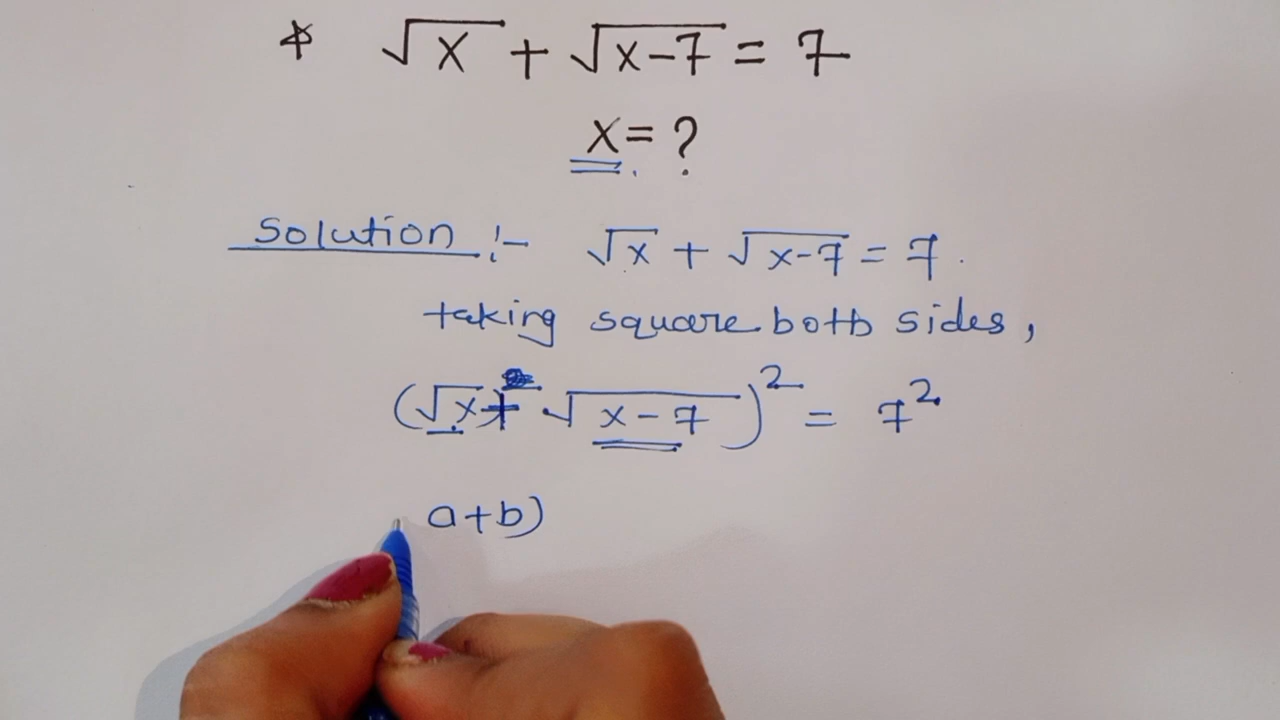 * √x + √x-7 = 7
x = ?
Solution :- √x + √x-7 = 7.
taking square both sides,
(√x + √x-7)² = 7²
a+b)